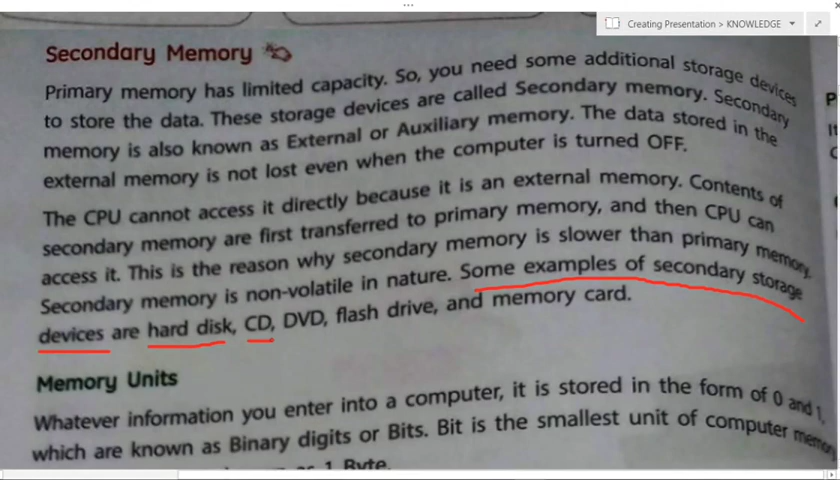 Creating Presentation > KNOWLEDGE
Secondary Memory
Primary memory has limited capacity. So, you need some additional storage devices
to store the data. These storage devices are called Secondary memory. Secondary
memory is also known as External or Auxiliary memory. The data stored in the
external memory is not lost even when the computer is turned OFF.
The CPU cannot access it directly because it is an external memory. Contents of
secondary memory are first transferred to primary memory, and then CPU can
access it. This is the reason why secondary memory is slower than primary memory.
Secondary memory is non-volatile in nature. Some examples of secondary storage
devices are hard disk, CD, DVD, flash drive, and memory card.
Memory Units
Whatever information you enter into a computer, it is stored in the form of 0 and 1,
which are known as Binary digits or Bits. Bit is the smallest unit of computer memory
1 Byte.